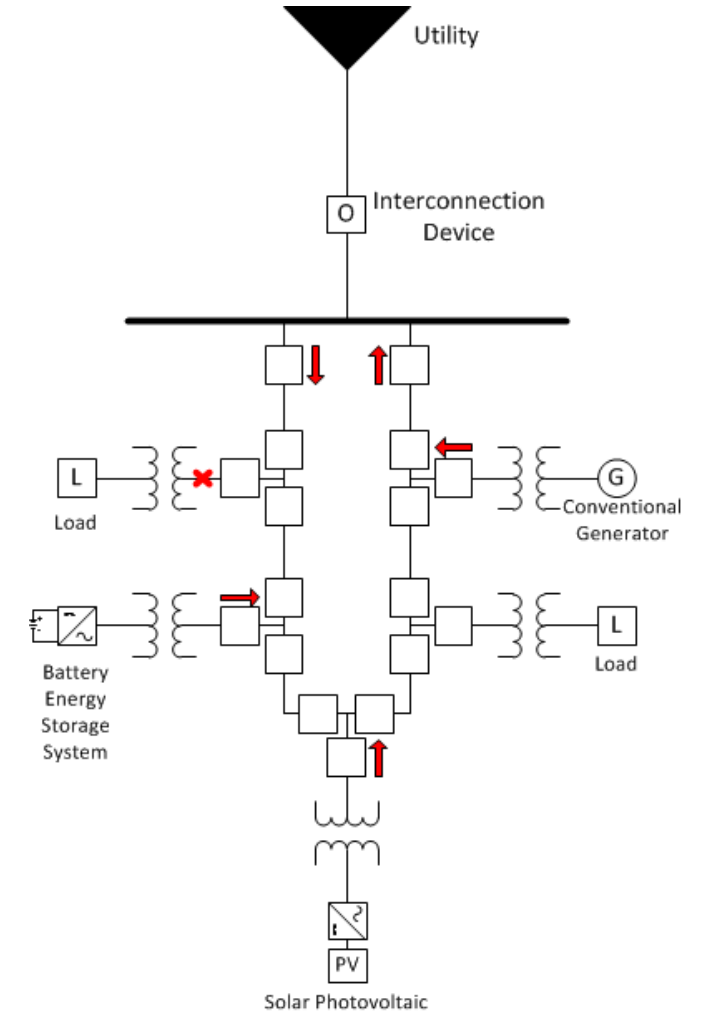 Utility
O
Interconnection
Device
L
Load
G
Conventional
Generator
Battery
Energy
Storage
System
L
Load
PV
Solar Photovoltaic